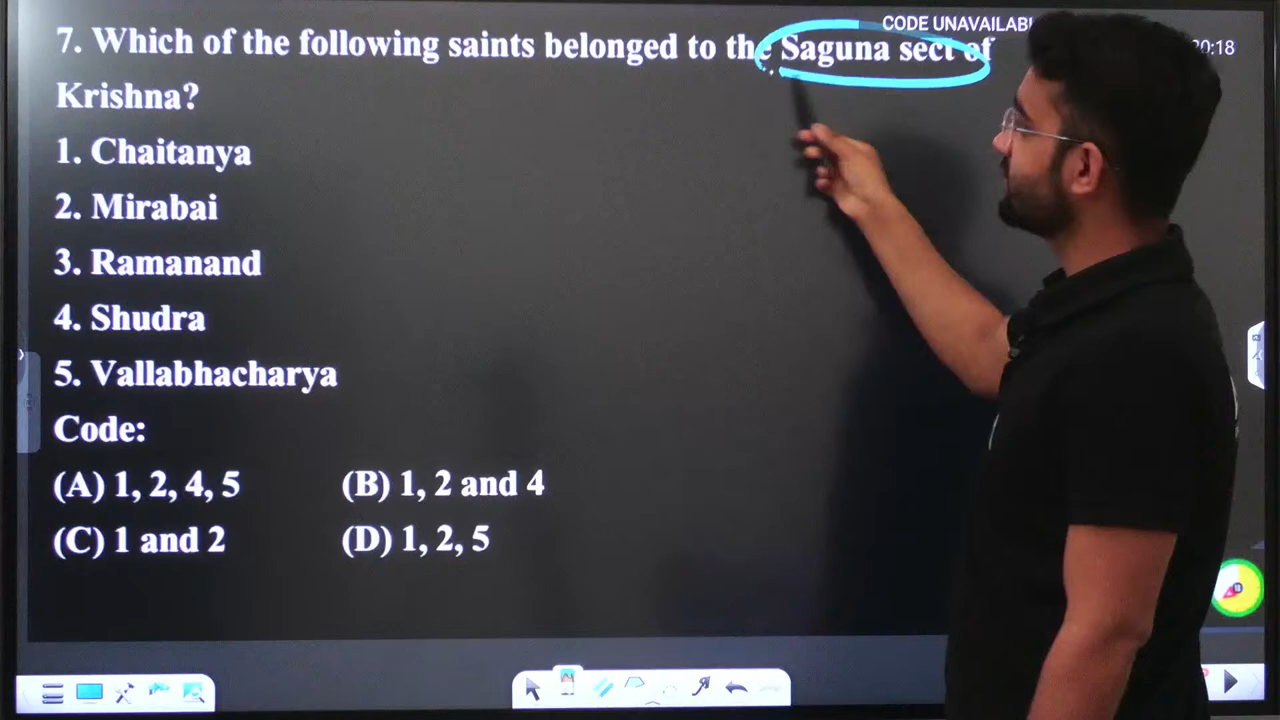 CODE UNAVAILABL
20:18
7. Which of the following saints belonged to the Saguna sect of
Krishna?
1. Chaitanya
2. Mirabai
3. Ramanand
4. Shudra
5. Vallabhacharya
Code:
(A) 1, 2, 4, 5 (B) 1, 2 and 4
(C) 1 and 2 (D) 1, 2, 5